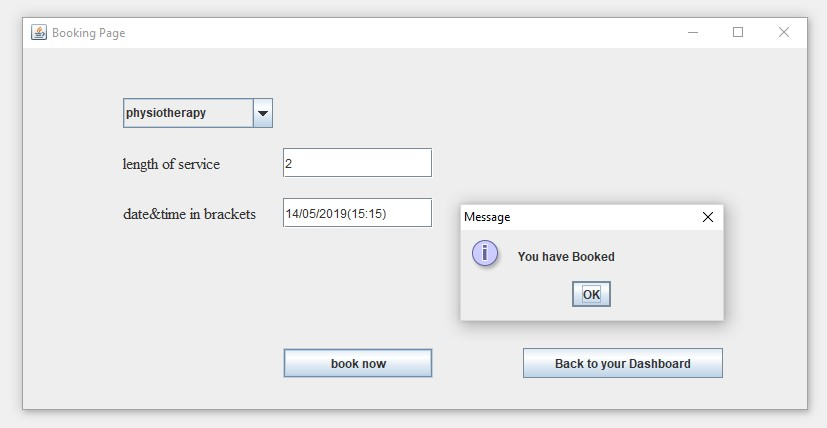 Booking Page
physiotherapy
length of service
2
date&time in brackets
14/05/2019(15:15)
Message
You have Booked
OK
book now
Back to your Dashboard